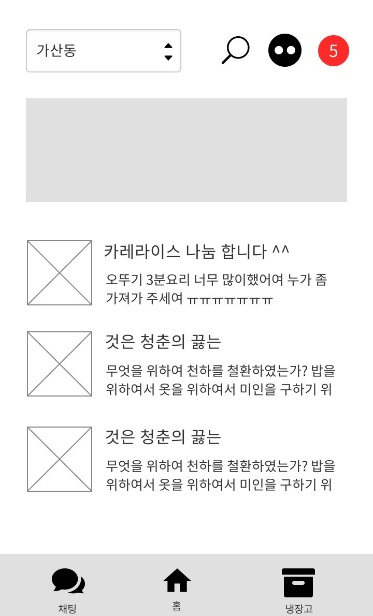 가산동
5
카레라이스 나눔 합니다 ^^
오뚜기 3분요리 너무 많이했어여 누가 좀
가져가 주세여 ㅠㅠㅠㅠㅠㅠㅠ
것은 청춘의 끓는
무엇을 위하여 천하를 철환하였는가? 밥을
위하여서 옷을 위하여서 미인을 구하기 위
것은 청춘의 끓는
무엇을 위하여 천하를 철환하였는가? 밥을
위하여서 옷을 위하여서 미인을 구하기 위
채팅
홈
냉장고